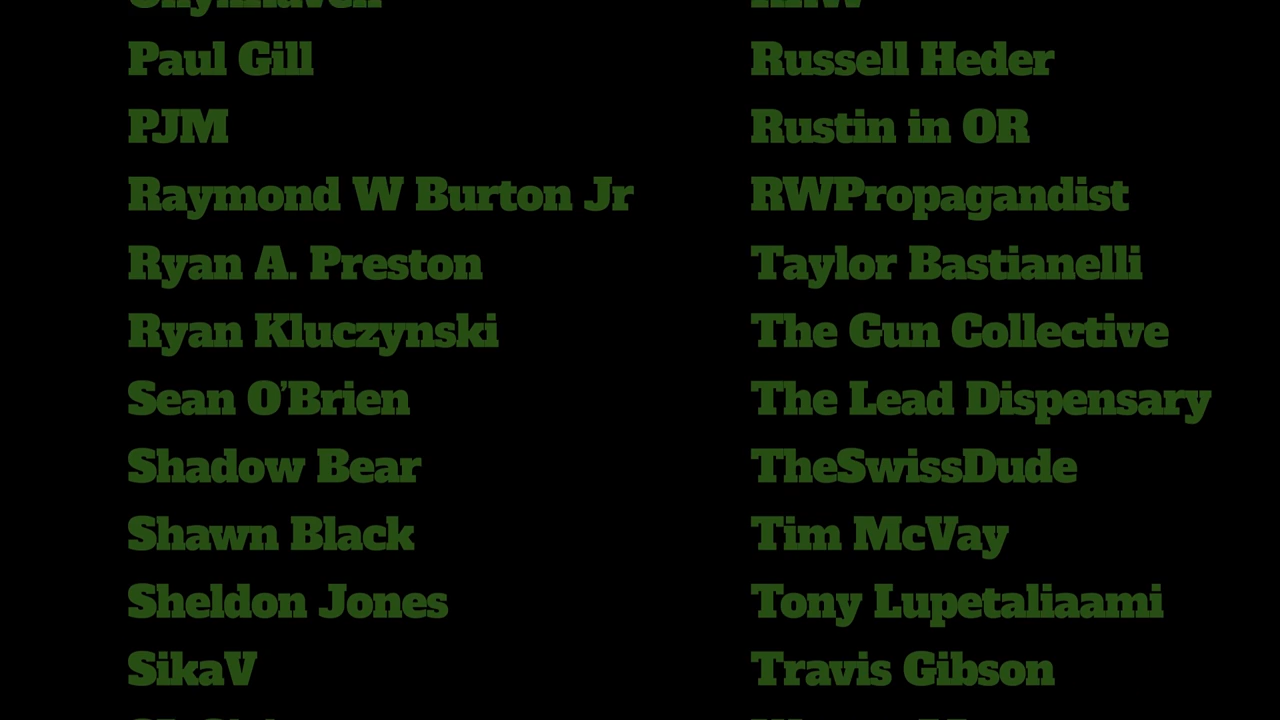 Paul Gill
PJM
Raymond W Burton Jr
Ryan A. Preston
Ryan Kluczynski
Sean O'Brien
Shadow Bear
Shawn Black
Sheldon Jones
SikaV
Russell Heder
Rustin in OR
RWPropagandist
Taylor Bastianelli
The Gun Collective
The Lead Dispensary
TheSwissDude
Tim McVay
Tony Lupetaliaami
Travis Gibson